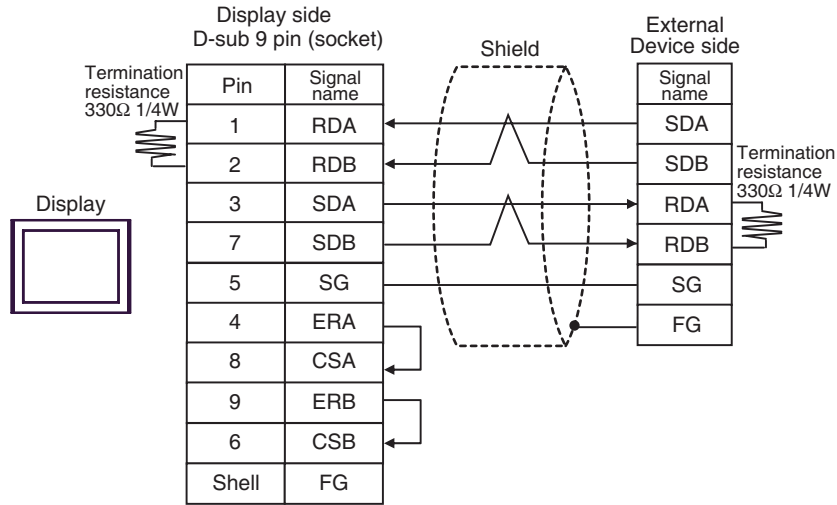 Display side
D-sub 9 pin (socket)
Shield
External
Device side
Termination
resistance
330Ω 1/4W
Pin
Signal
name
1
RDA
2
RDB
3
SDA
7
SDB
5
SG
4
ERA
8
CSA
9
ERB
6
CSB
Shell
FG
Display
Signal
name
SDA
SDB
RDA
RDB
SG
FG
Termination
resistance
330Ω 1/4W